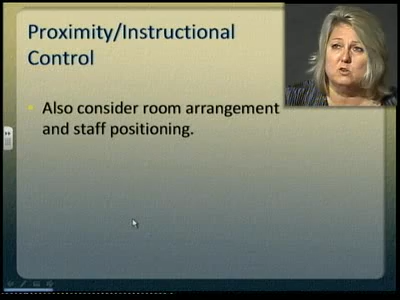 Proximity/Instructional
Control
Also consider room arrangement
and staff positioning.